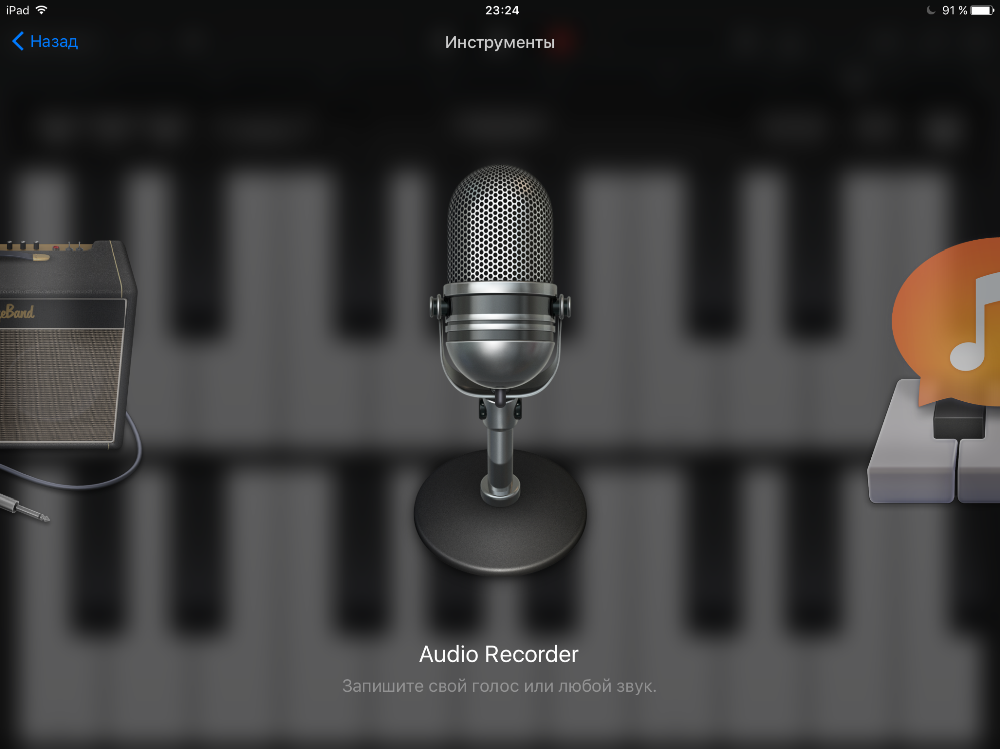 iPad
23:24
91 %
Назад
Инструменты
eBand
Audio Recorder
Запишите свой голос или любой звук.